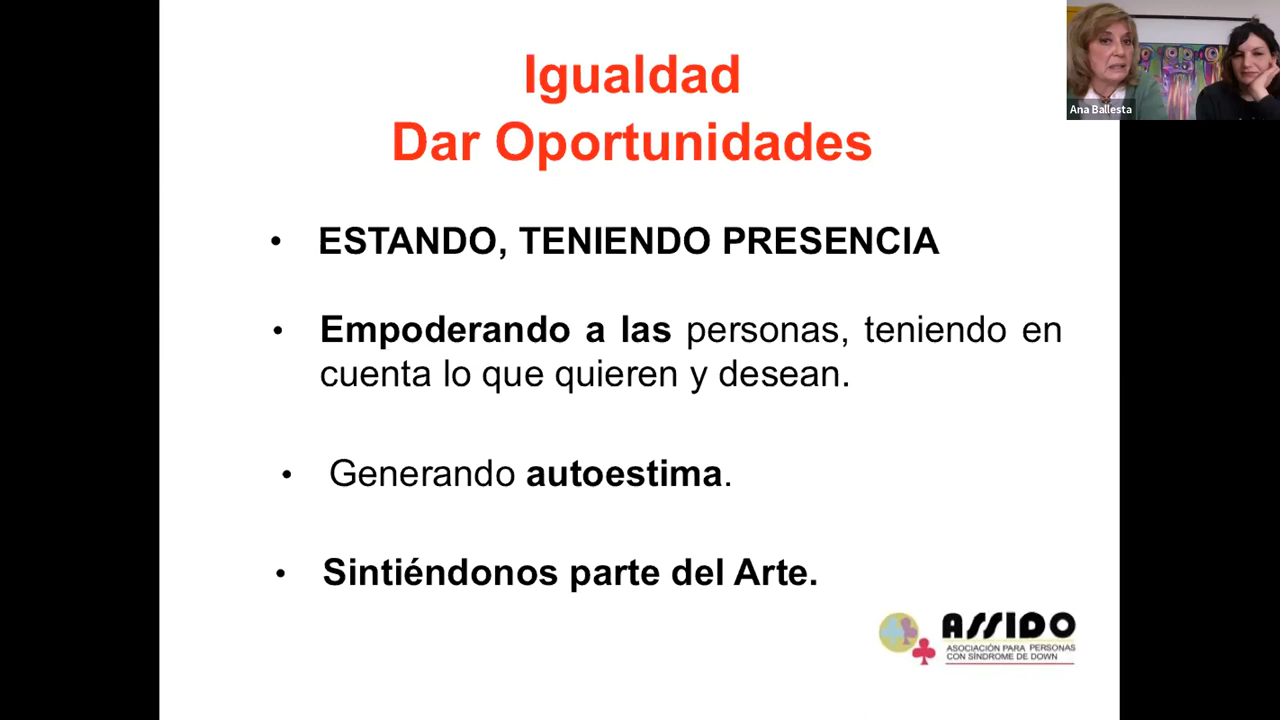 Igualdad
Dar Oportunidades
Ana Ballesta
• ESTANDO, TENIENDO PRESENCIA
• Empoderando a las personas, teniendo en
cuenta lo que quieren y desean.
• Generando autoestima.
• Sintiéndonos parte del Arte.
ASSIDO
ASOCIACIÓN PARA PERSONAS
CON SÍNDROME DE DOWN